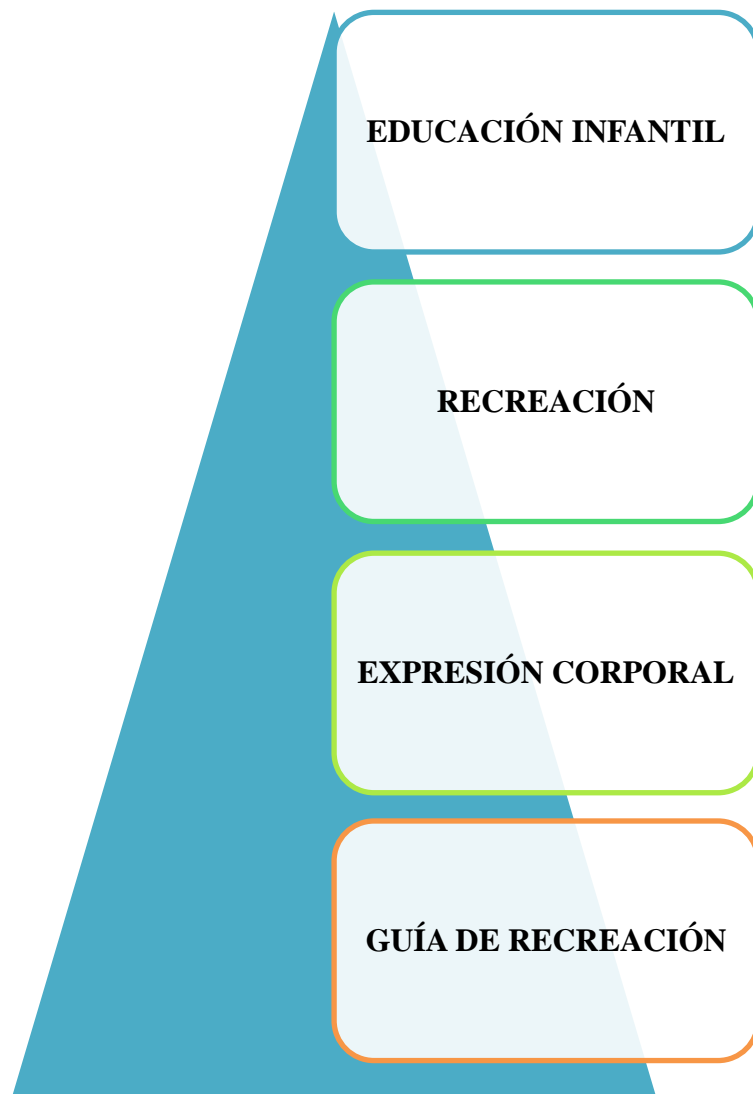 EDUCACIÓN INFANTIL
RECREACIÓN
EXPRESIÓN CORPORAL
GUÍA DE RECREACIÓN